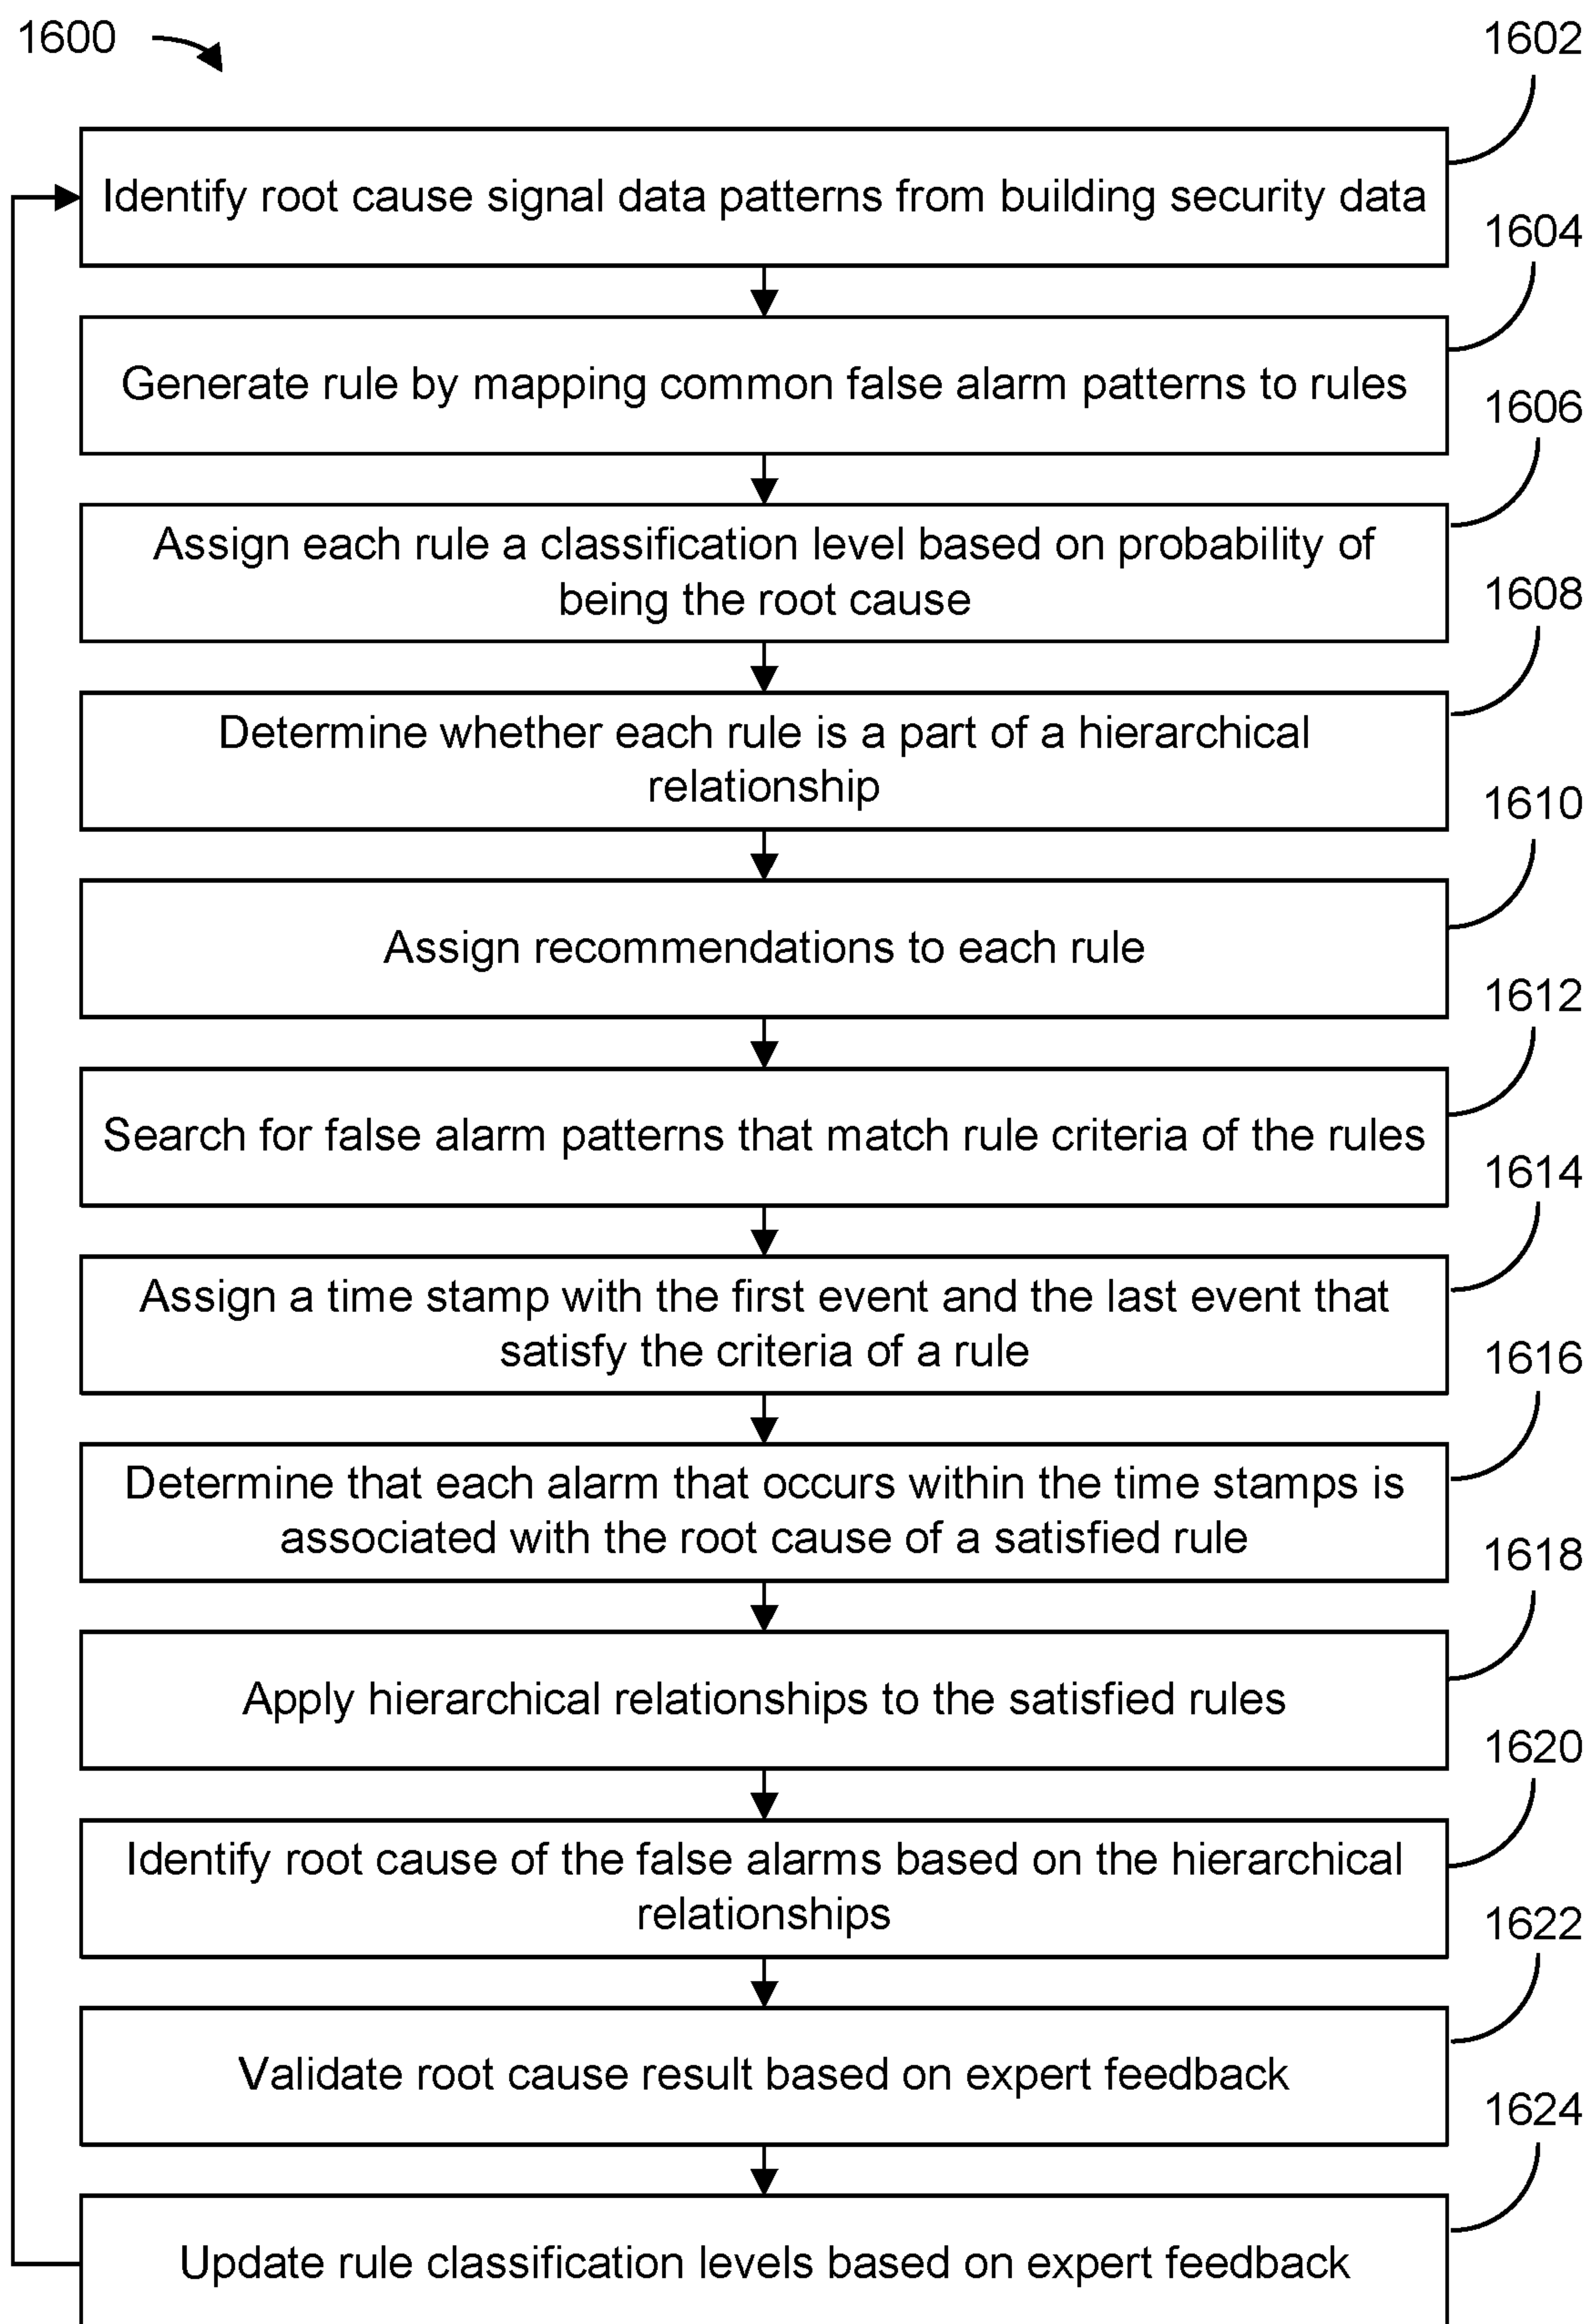 1600
1602
Identify root cause signal data patterns from building security data
1604
Generate rule by mapping common false alarm patterns to rules
1606
Assign each rule a classification level based on probability of
being the root cause
1608
Determine whether each rule is a part of a hierarchical
relationship
1610
Assign recommendations to each rule
1612
Search for false alarm patterns that match rule criteria of the rules
1614
Assign a time stamp with the first event and the last event that
satisfy the criteria of a rule
1616
Determine that each alarm that occurs within the time stamps is
associated with the root cause of a satisfied rule
1618
Apply hierarchical relationships to the satisfied rules
1620
Identify root cause of the false alarms based on the hierarchical
relationships
1622
Validate root cause result based on expert feedback
1624
Update rule classification levels based on expert feedback